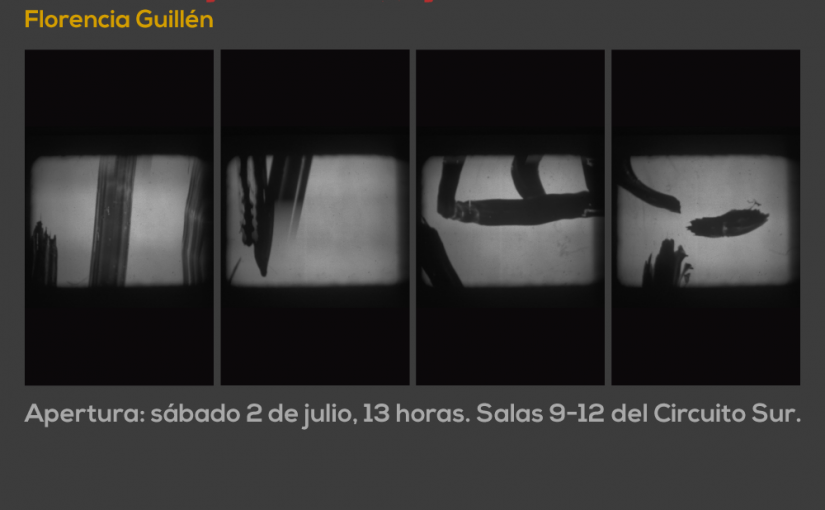 Florencia Guillén
Apertura: sábado 2 de julio, 13 horas. Salas 9-12 del Circuito Sur.